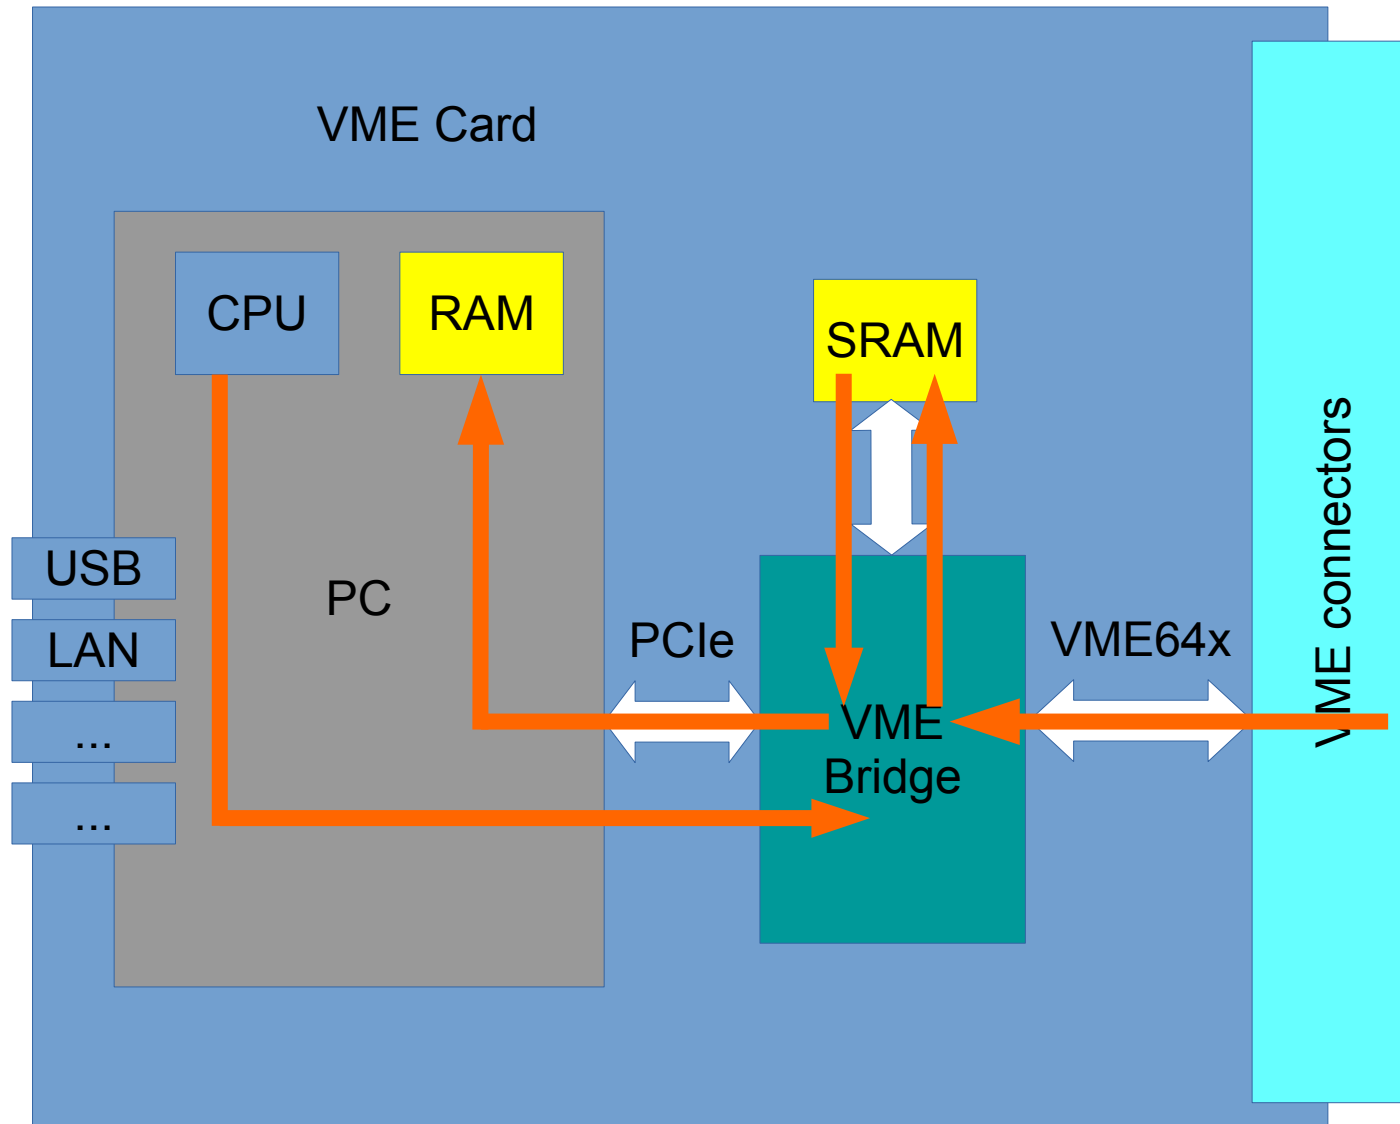 VME Card
CPU
RAM
SRAM
USB
LAN
...
...
PC
PCIe
VME
Bridge
VME64x
VME connectors